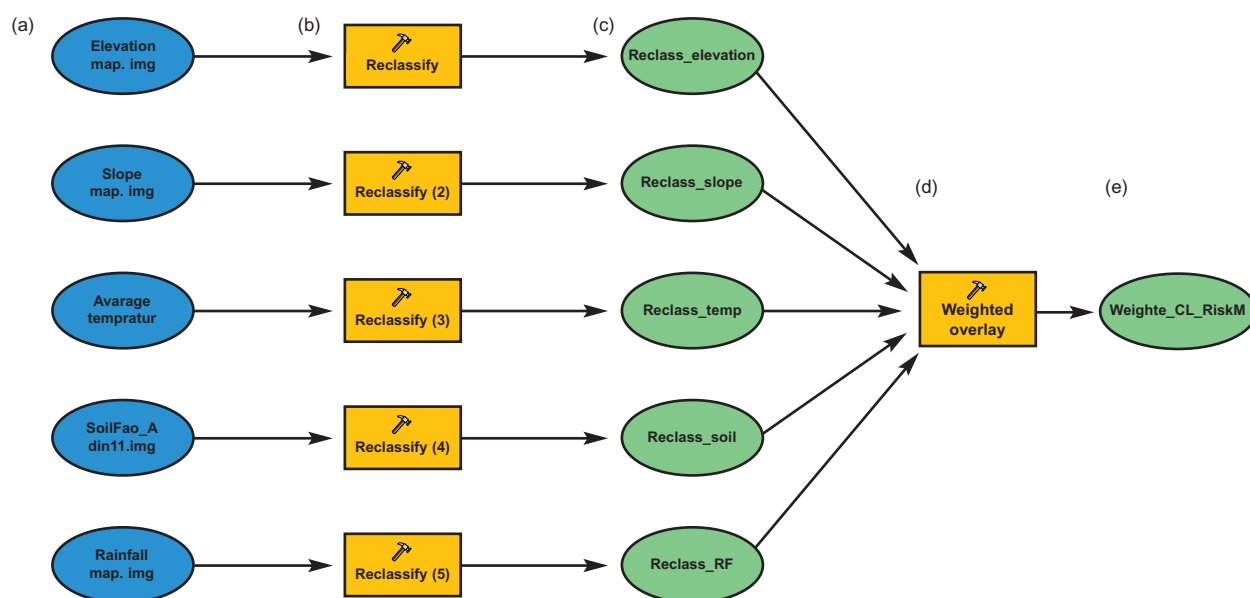 (a)
(b)
(c)
Elevation
map. img
Reclassify
Reclass_elevation
Slope
map. img
Reclassify (2)
Reclass_slope
(d)
(e)
Avarage
tempratur
Reclassify (3)
Reclass_temp
Weighted
overlay
Weighte_CL_RiskM
SoilFao_A
din11.img
Reclassify (4)
Reclass_soil
Rainfall
map. img
Reclassify (5)
Reclass_RF